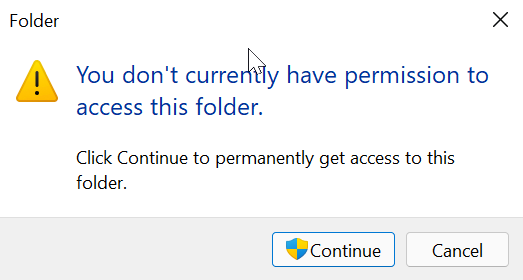 Folder
You don't currently have permission to
access this folder.
Click Continue to permanently get access to this
folder.
Continue
Cancel